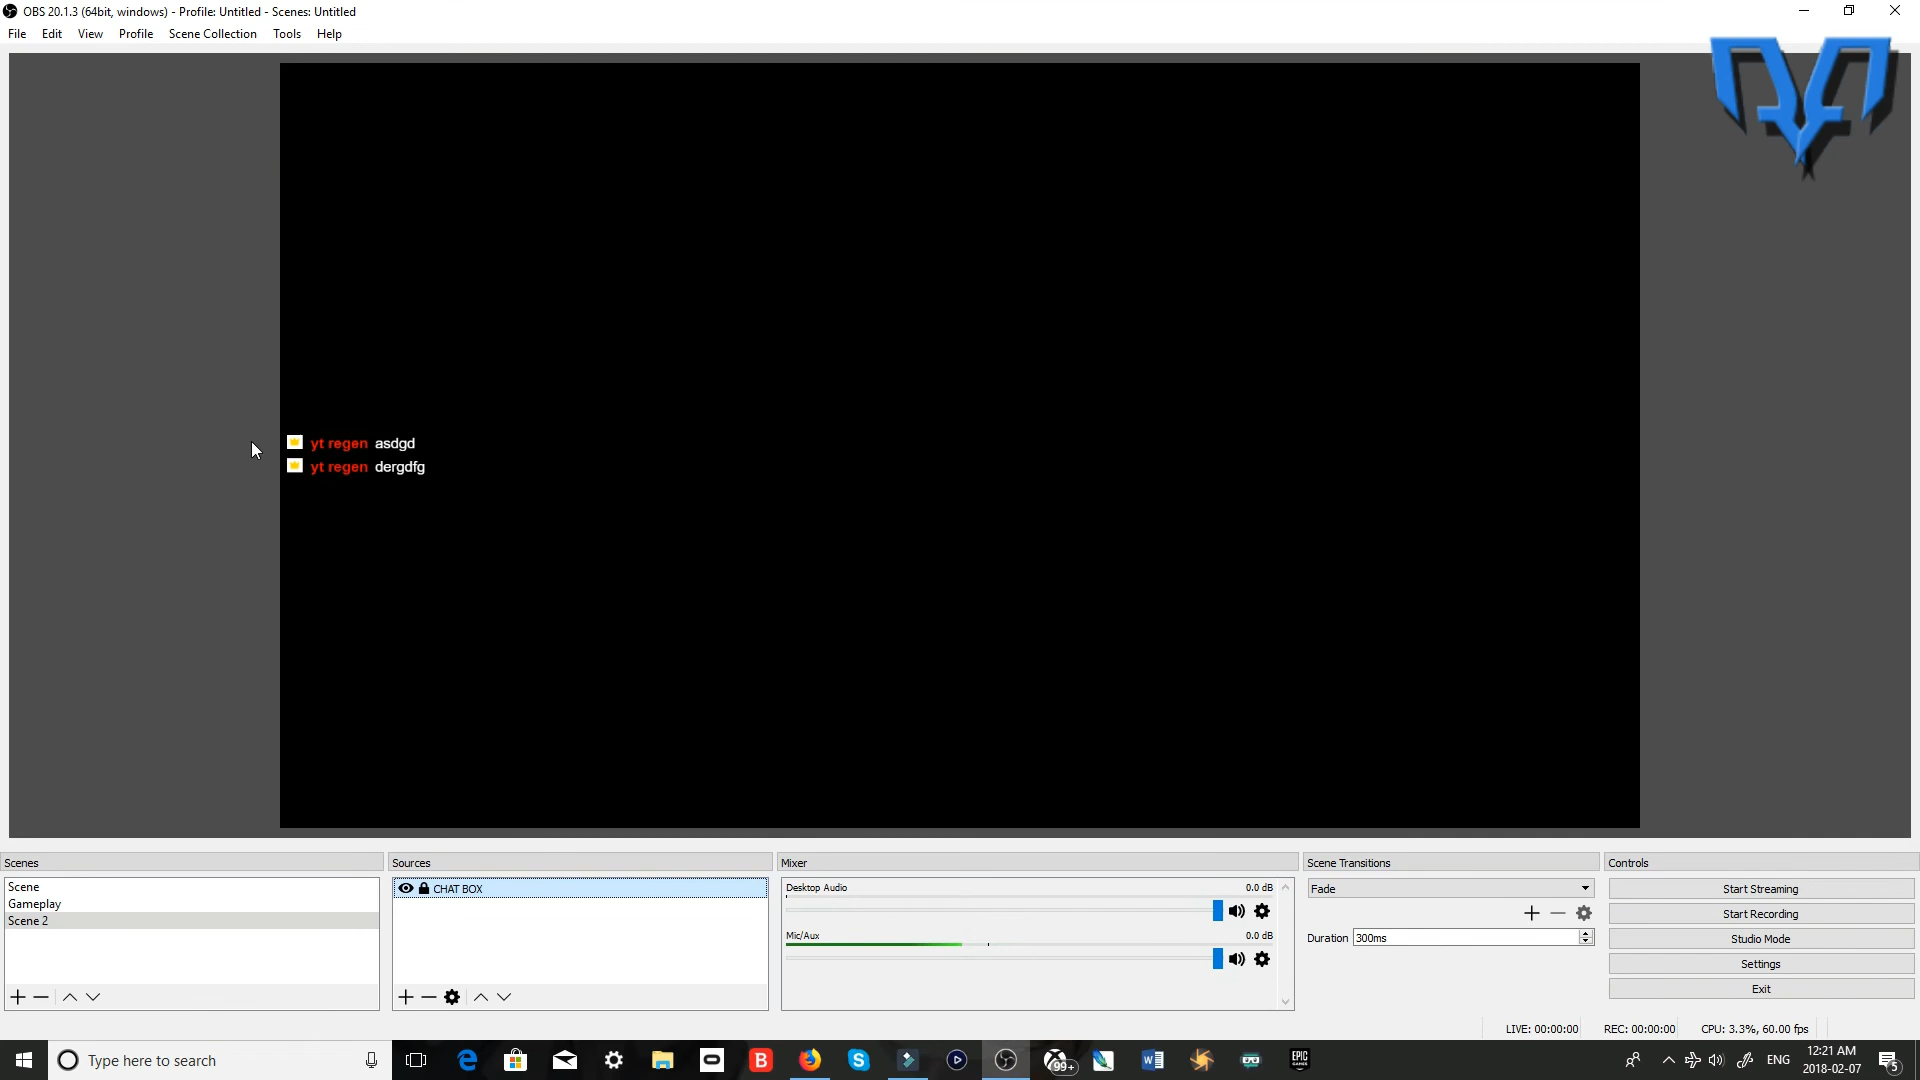 OBS 20.1.3 (64bit, windows) - Profile: Untitled - Scenes: Untitled
File Edit View Profile Scene Collection Tools Help
yt regen asdgd
yt regen dergdfg
Scenes
Scene
Gameplay
Scene 2
Sources
CHAT BOX
Mixer
Desktop Audio 0.0 dB
Mic/Aux 0.0 dB
Scene Transitions
Fade
Duration 300ms
Controls
Start Streaming
Start Recording
Studio Mode
Settings
Exit
LIVE: 00:00:00 REC: 00:00:00 CPU: 3.3%, 60.00 fps
Type here to search
B
S
99+
W
EPIC
GAMES
ENG
12:21 AM
2018-02-07
5